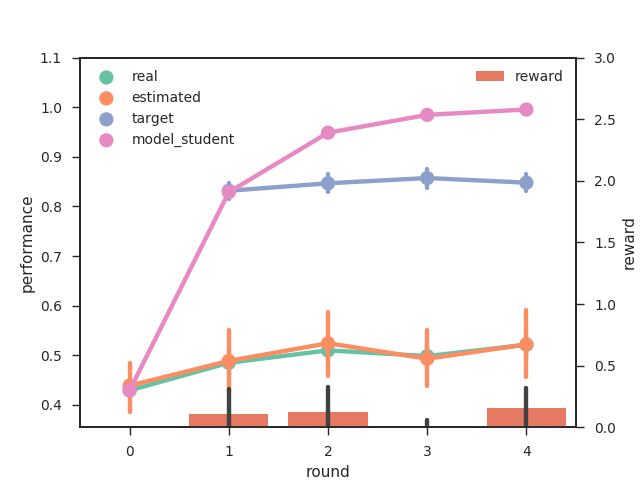 1.1
1.0
0.9
0.8
0.7
0.6
0.5
0.4
performance
real
estimated
target
model_student
reward
3.0
2.5
2.0
1.5
1.0
0.5
0.0
reward
0 1 2 3 4
round